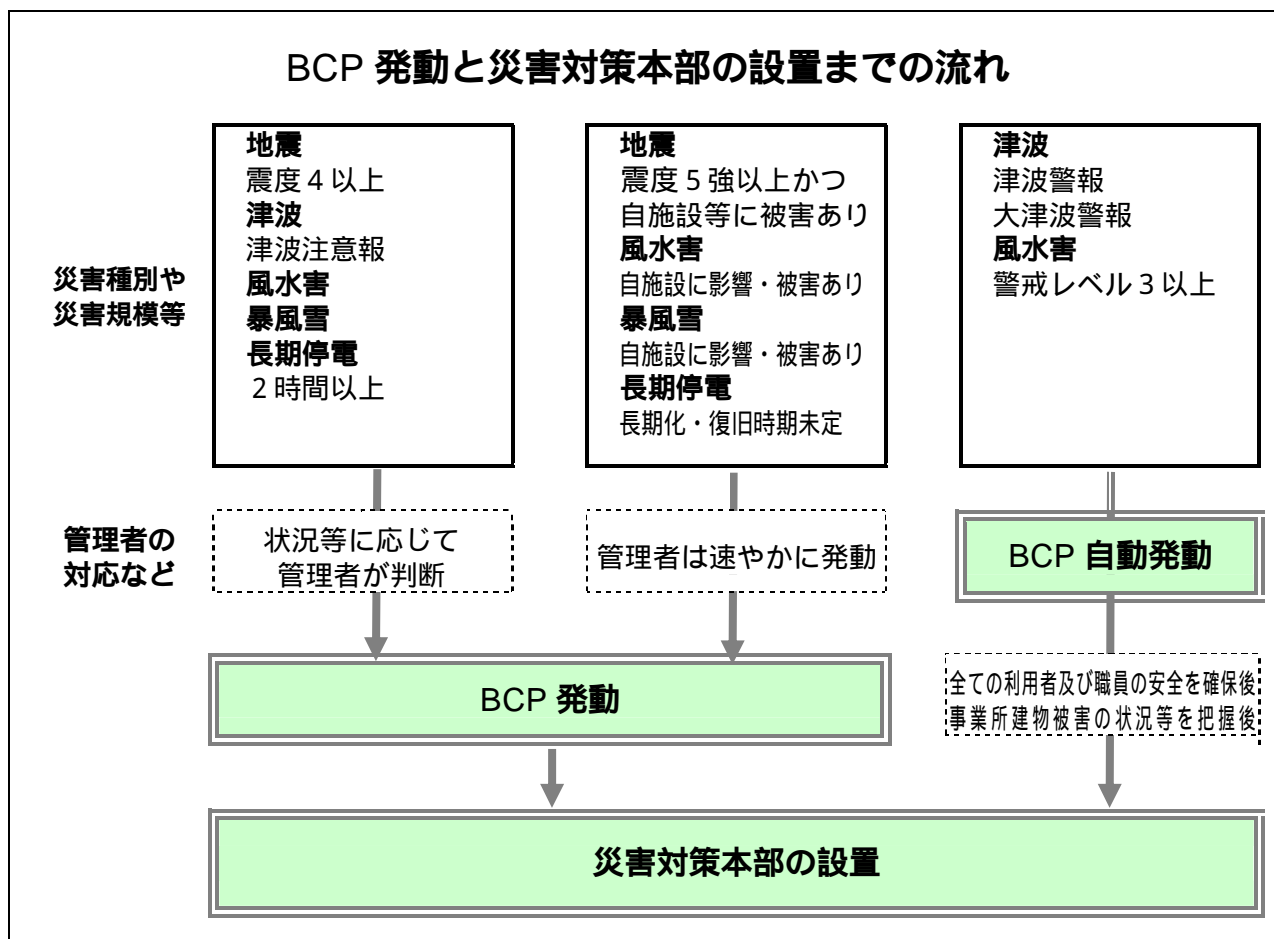 BCP 発動と災害対策本部の設置までの流れ
災害種別や
災害規模等
地震
震度４以上
津波
津波注意報
風水害
暴風雪
長期停電
２時間以上
地震
震度５強以上かつ
自施設等に被害あり
風水害
自施設に影響・被害あり
暴風雪
自施設に影響・被害あり
長期停電
長期化・復旧時期未定
津波
津波警報
大津波警報
風水害
警戒レベル３以上
管理者の
対応など
状況等に応じて
管理者が判断
管理者は速やかに発動
BCP 自動発動
BCP 発動
全ての利用者及び職員の安全を確保後
事業所建物被害の状況等を把握後
災害対策本部の設置